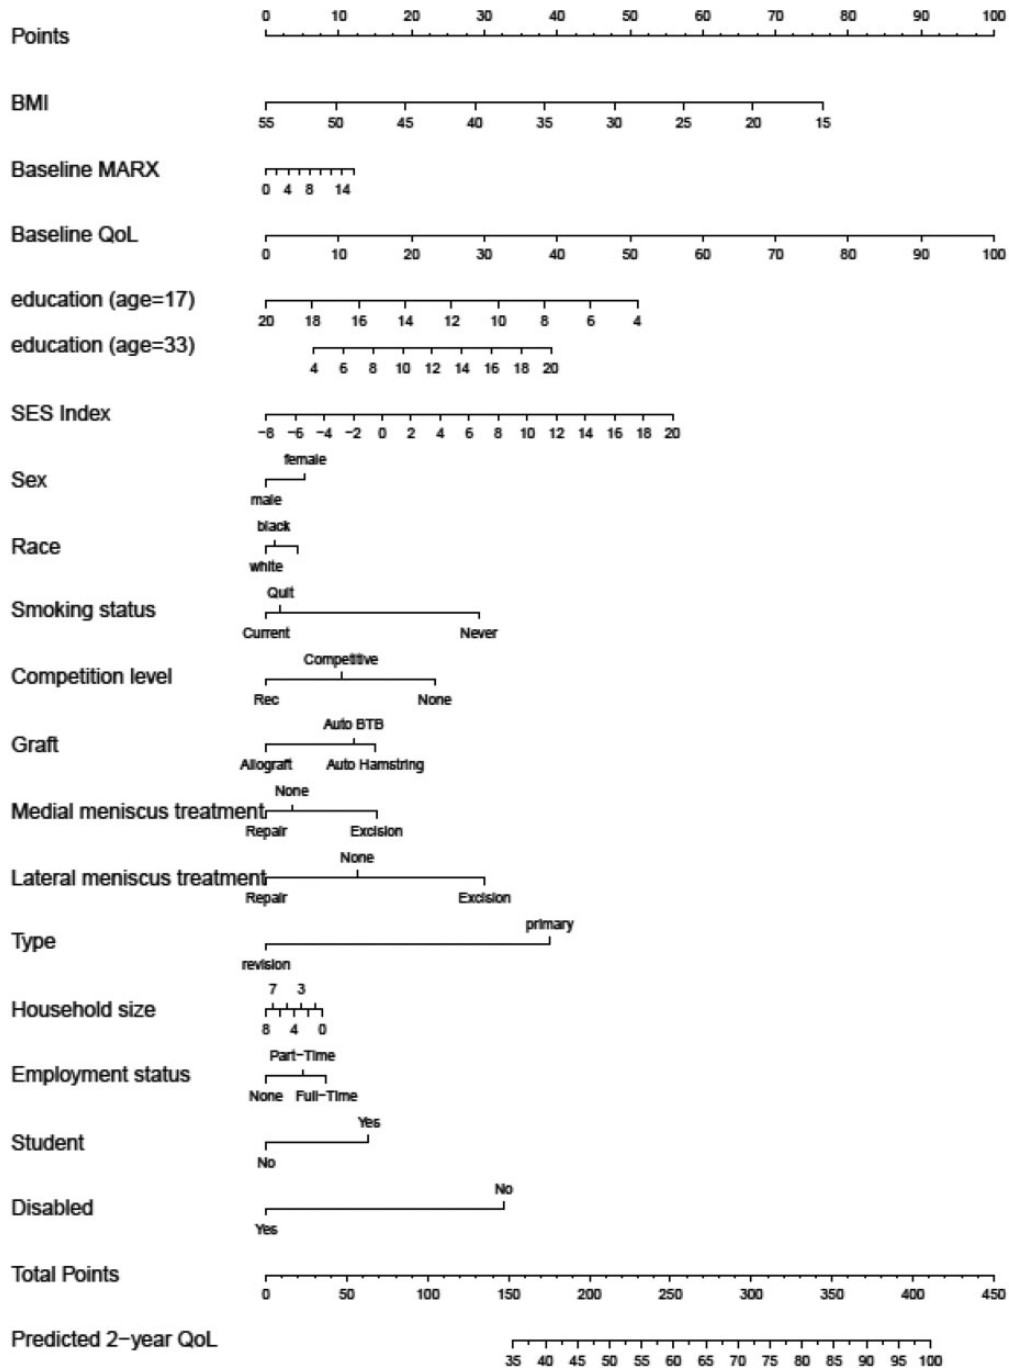 0 10 20 30 40 50 60 70 80 90 100
Points
BMI
55 50 45 40 35 30 25 20 15
Baseline MARX
0 4 8 14
Baseline QoL
0 10 20 30 40 50 60 70 80 90 100
education (age=17)
20 18 16 14 12 10 8 6 4
education (age=33)
4 6 8 10 12 14 16 18 20
SES Index
−8 −6 −4 −2 0 2 4 6 8 10 12 14 16 18 20
female
Sex
male
black
Race
white
Quit
Smoking status
Current Never
Competitive
Competition level
Rec None
Auto BTB
Graft
Allograft Auto Hamstring
None
Medial meniscus treatment
Repair Excision
None
Lateral meniscus treatment
Repair Excision
primary
Type
revision
7 3
Household size
8 4 0
Part−Time
Employment status
None Full−Time
Yes
Student
No
No
Disabled
Yes
Total Points
0 50 100 150 200 250 300 350 400 450
Predicted 2−year QoL
35 40 45 50 55 60 65 70 75 80 85 90 95 100